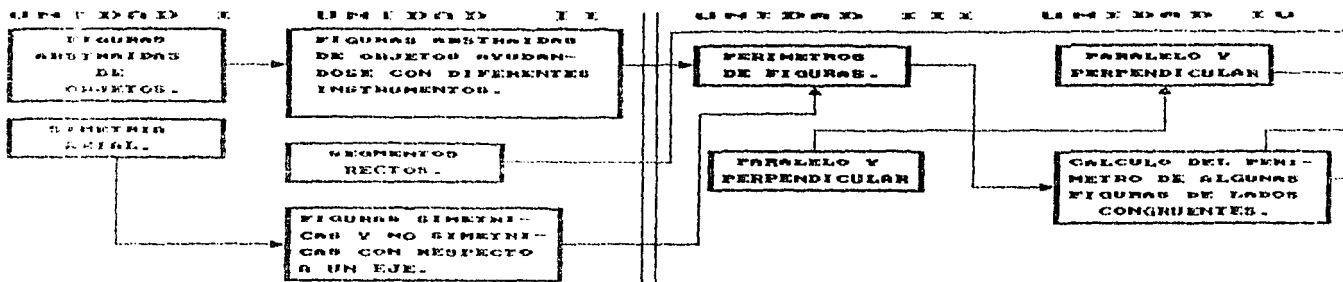 UNIDAD I
UNIDAD II
UNIDAD III
UNIDAD IV
FIGURAS
ABSTRAIDAS
DE
OBJETOS.
SIMETRIA
AXIAL.
FIGURAS ABSTRAIDAS
DE OBJETOS AYUDAN-
DOSE CON DIFERENTES
INSTRUMENTOS.
SEGMENTOS
RECTOS.
FIGURAS SIMETRI-
CAS Y NO SIMETRI-
CAS CON RESPECTO
A UN EJE.
PERIMETROS
DE FIGURAS.
PARALELO Y
PERPENDICULAR
PARALELO Y
PERPENDICULAR
CALCULO DEL PERI-
METRO DE ALGUNAS
FIGURAS DE LADOS
CONGRUENTES.